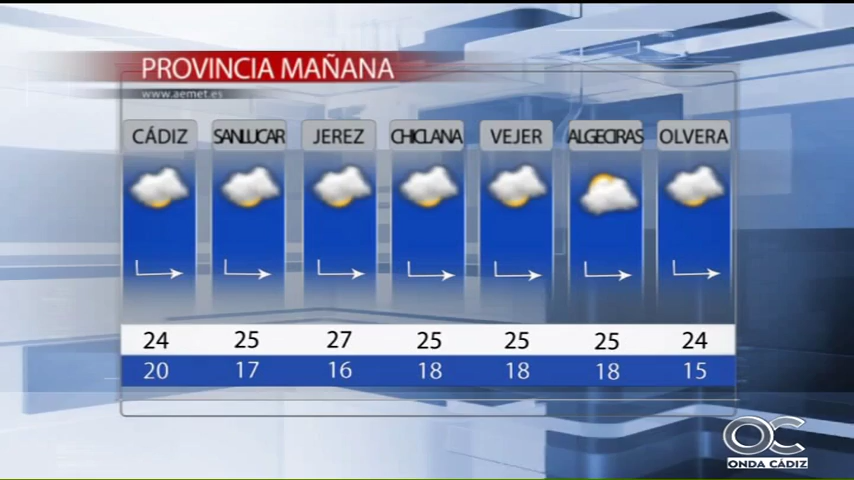 PROVINCIA MAÑANA
www.aemet.es
CÁDIZ SANLUCAR JEREZ CHICLANA VEJER ALGECIRAS OLVERA
24 25 27 25 25 25 24
20 17 16 18 18 18 15
OC
ONDA CÁDIZ